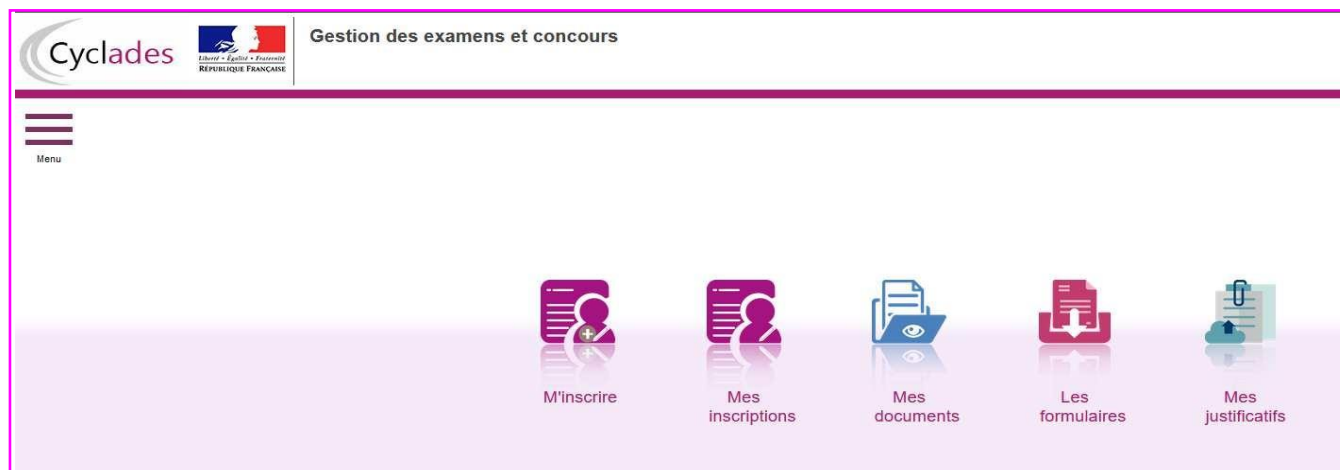 Cyclades
Liberté • Égalité • Fraternité
RÉPUBLIQUE FRANÇAISE
Gestion des examens et concours
Menu
M'inscrire
Mes
inscriptions
Mes
documents
Les
formulaires
Mes
justificatifs